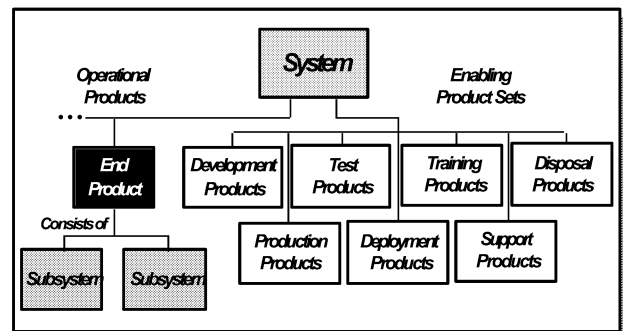 System
Operational
Products
Enabling
Product Sets
End
Product
Development
Products
Test
Products
Training
Products
Disposal
Products
Consists of
Production
Products
Deployment
Products
Support
Products
Subsystem
Subsystem